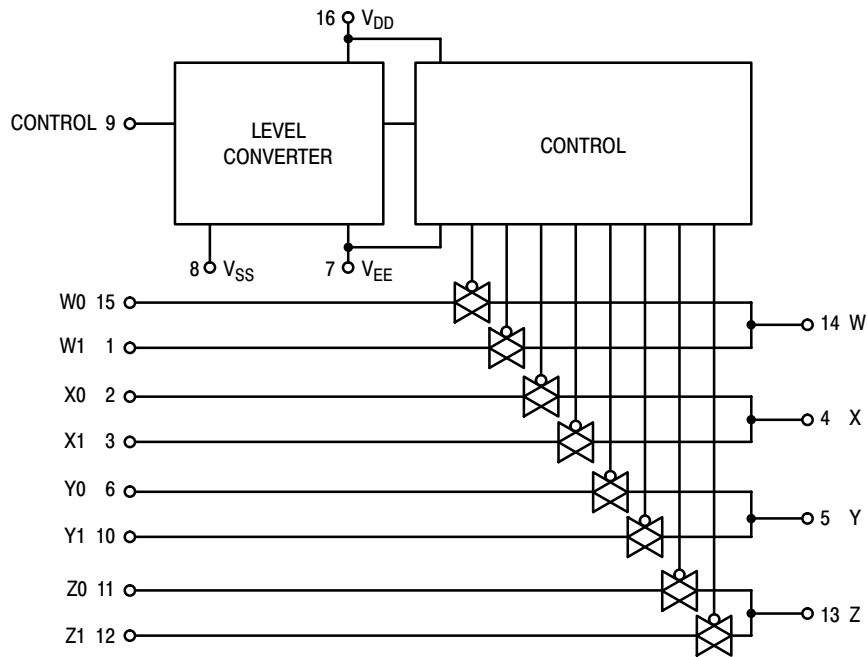 16 VDD
CONTROL 9
LEVEL
CONVERTER
CONTROL
8 VSS
7 VEE
W0 15
14 W
W1 1
X0 2
4 X
X1 3
Y0 6
5 Y
Y1 10
Z0 11
13 Z
Z1 12